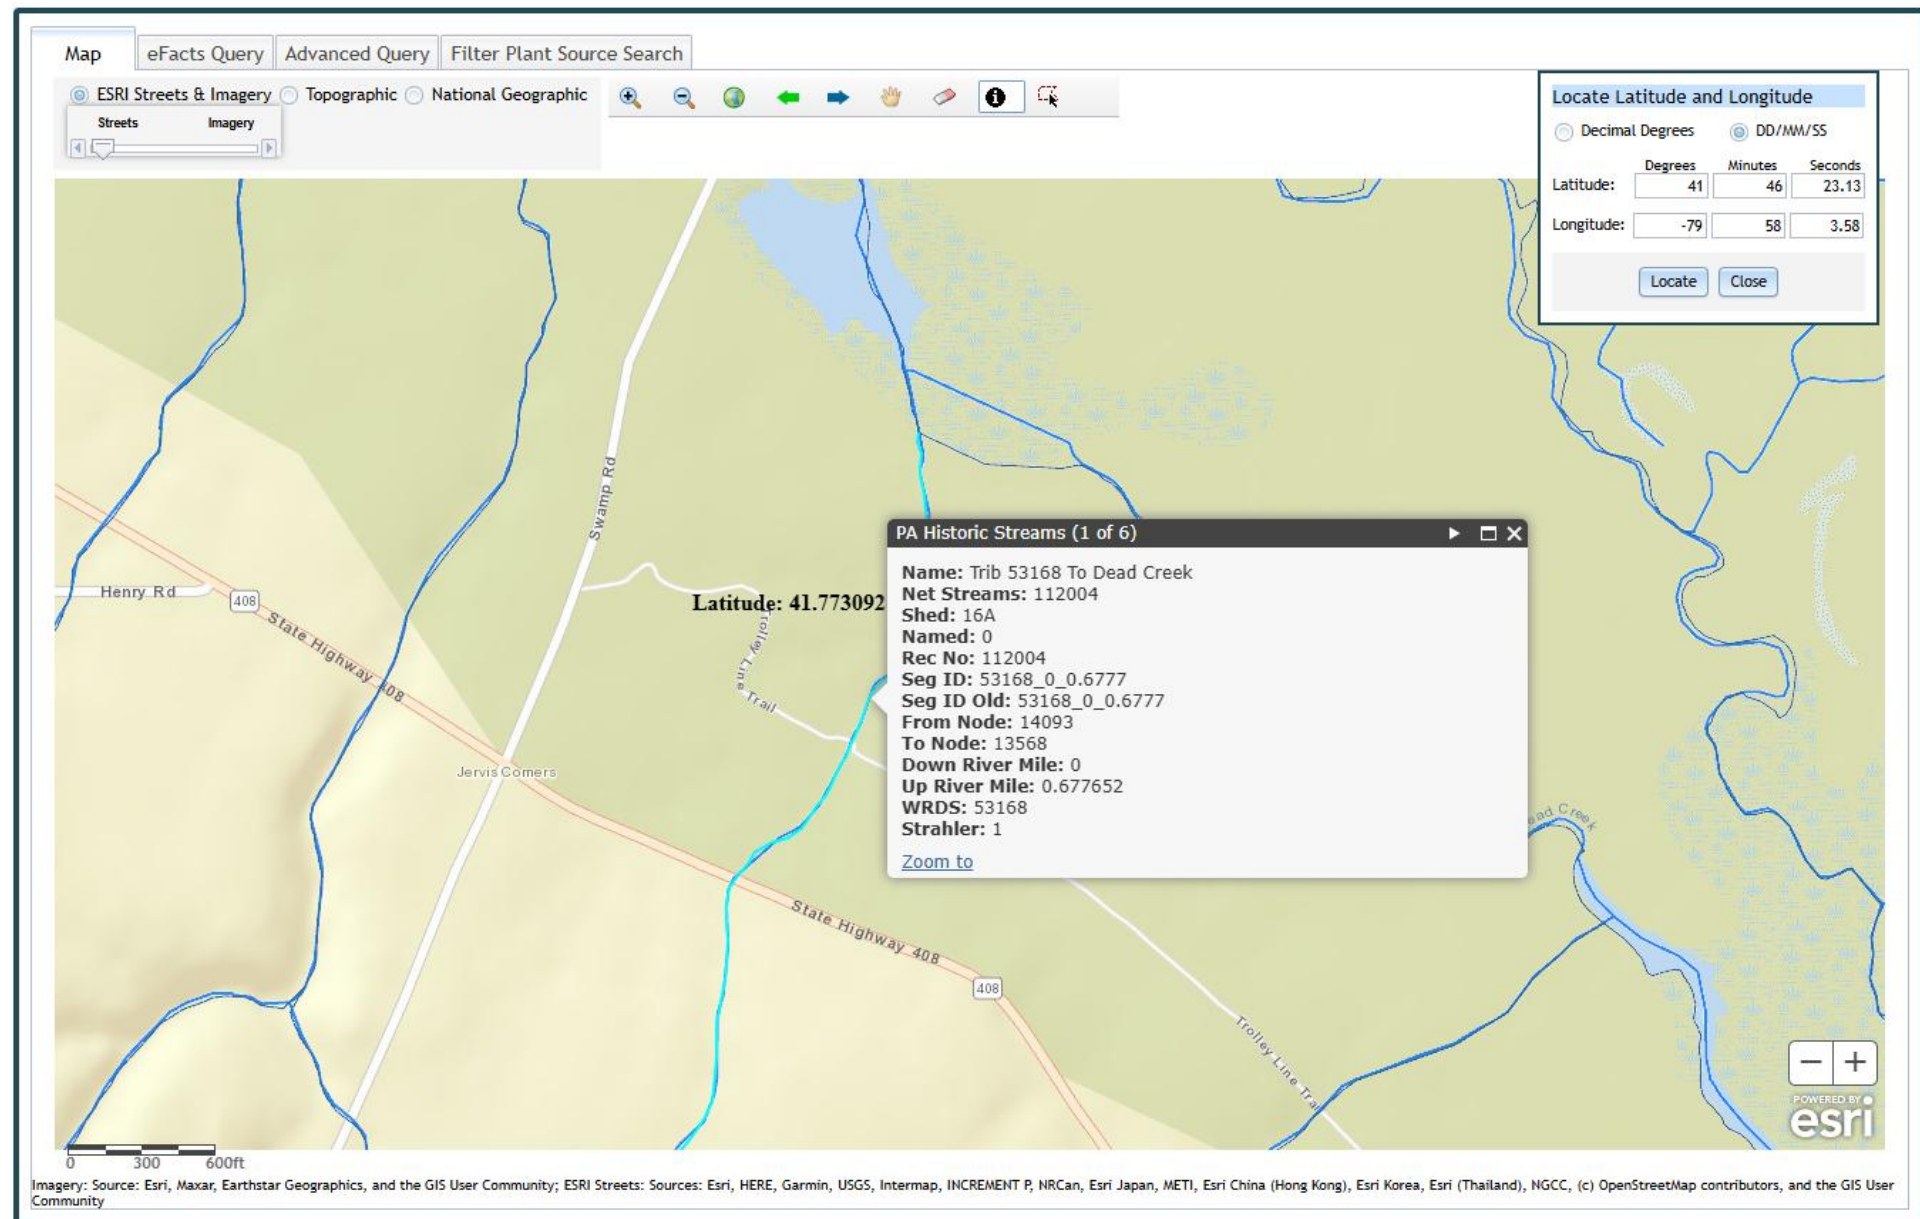 Map eFacts Query Advanced Query Filter Plant Source Search
ESRI Streets & Imagery Topographic National Geographic
Streets Imagery
Locate Latitude and Longitude
Decimal Degrees DD/MM/SS
Degrees Minutes Seconds
Latitude: 41 46 23.13
Longitude: -79 58 3.58
Locate Close
Swamp Rd
Henry Rd
408
State Highway 408
Latitude: 41.773092
Trolley Line Trail
Jervis Corners
PA Historic Streams (1 of 6)
Name: Trib 53168 To Dead Creek
Net Streams: 112004
Shed: 16A
Named: 0
Rec No: 112004
Seg ID: 53168_0_0.6777
Seg ID Old: 53168_0_0.6777
From Node: 14093
To Node: 13568
Down River Mile: 0
Up River Mile: 0.677652
WRDS: 53168
Strahler: 1
Zoom to
ead Creek
State Highway 408
408
Trolley Line Trai
POWERED BY
esri
0 300 600ft
Imagery: Source: Esri, Maxar, Earthstar Geographics, and the GIS User Community; ESRI Streets: Sources: Esri, HERE, Garmin, USGS, Intermap, INCREMENT P, NRCan, Esri Japan, METI, Esri China (Hong Kong), Esri Korea, Esri (Thailand), NGCC, (c) OpenStreetMap contributors, and the GIS User
Community